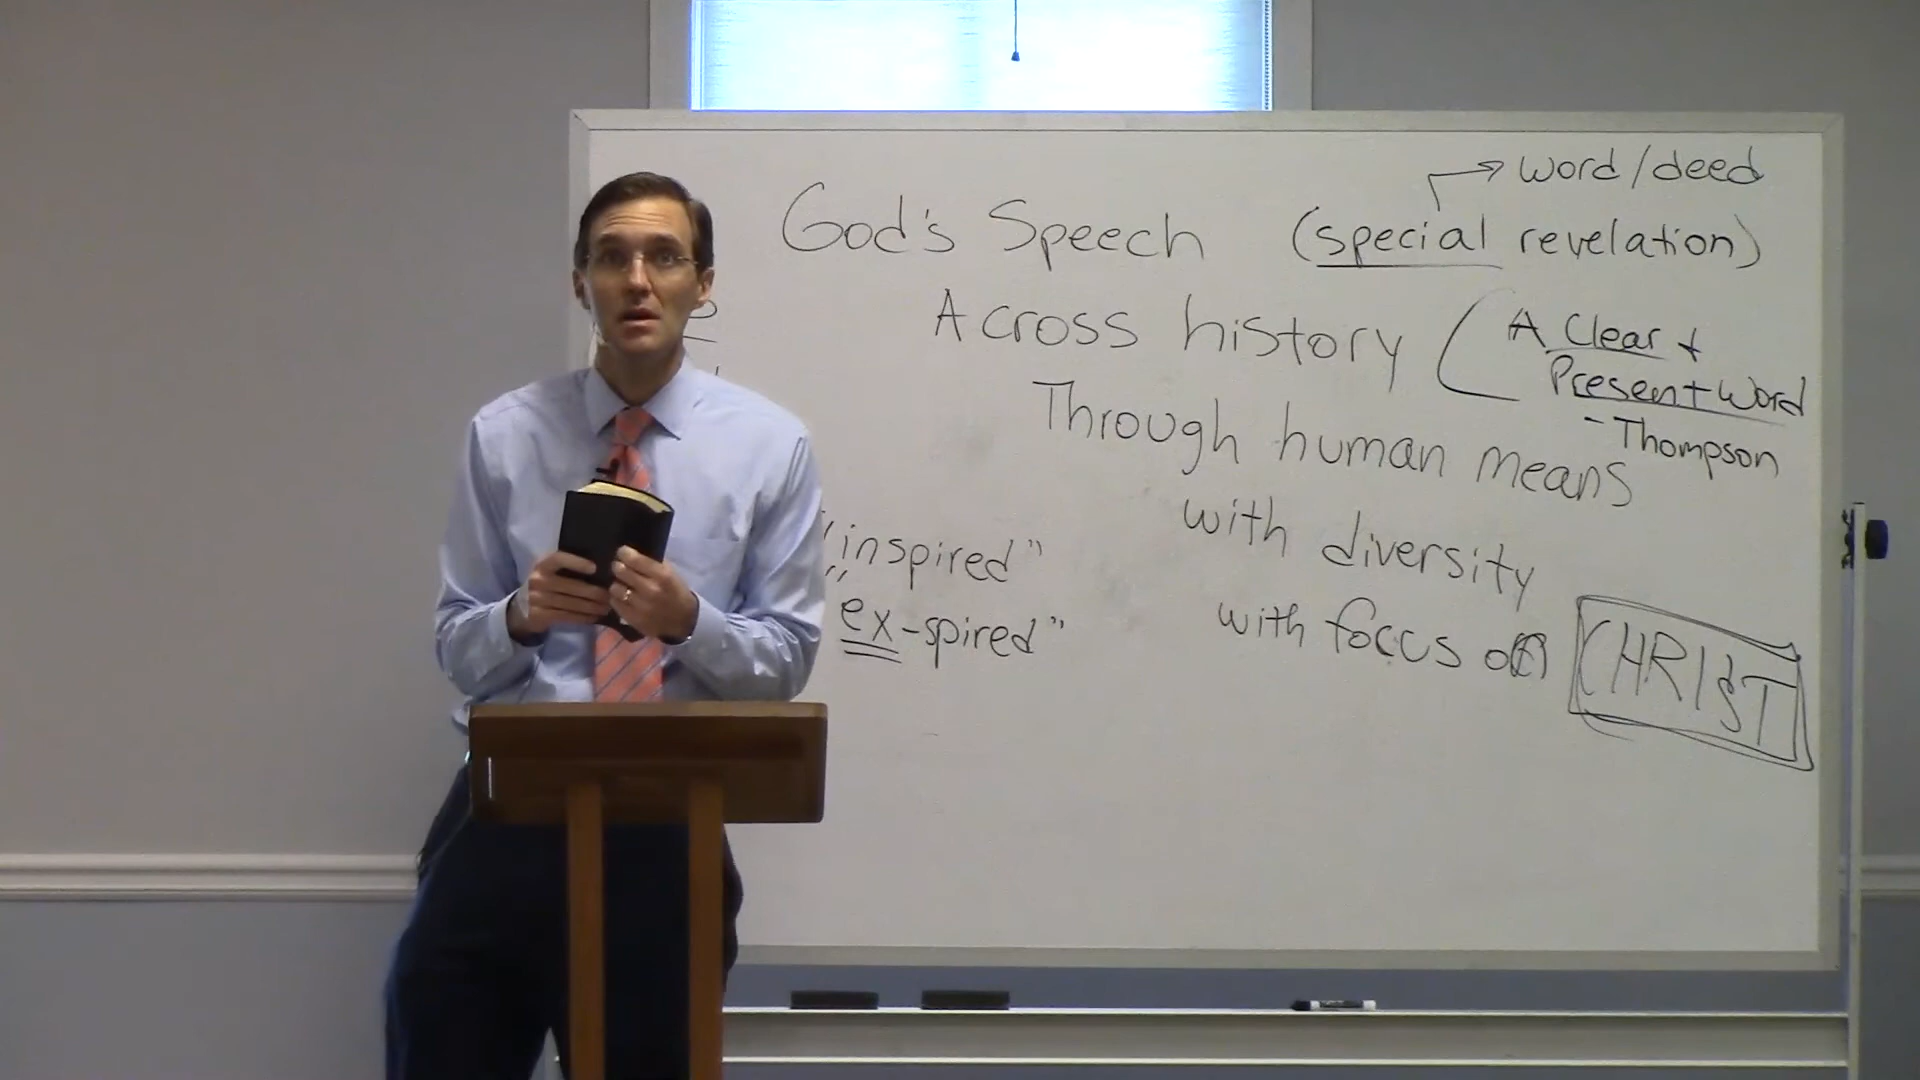 word/deed
God's Speech (special revelation)
Across history
A Clear +
Present Word
- Thompson
Through human means
with diversity
with focus on CHRIST
"inspired"
"ex-spired"